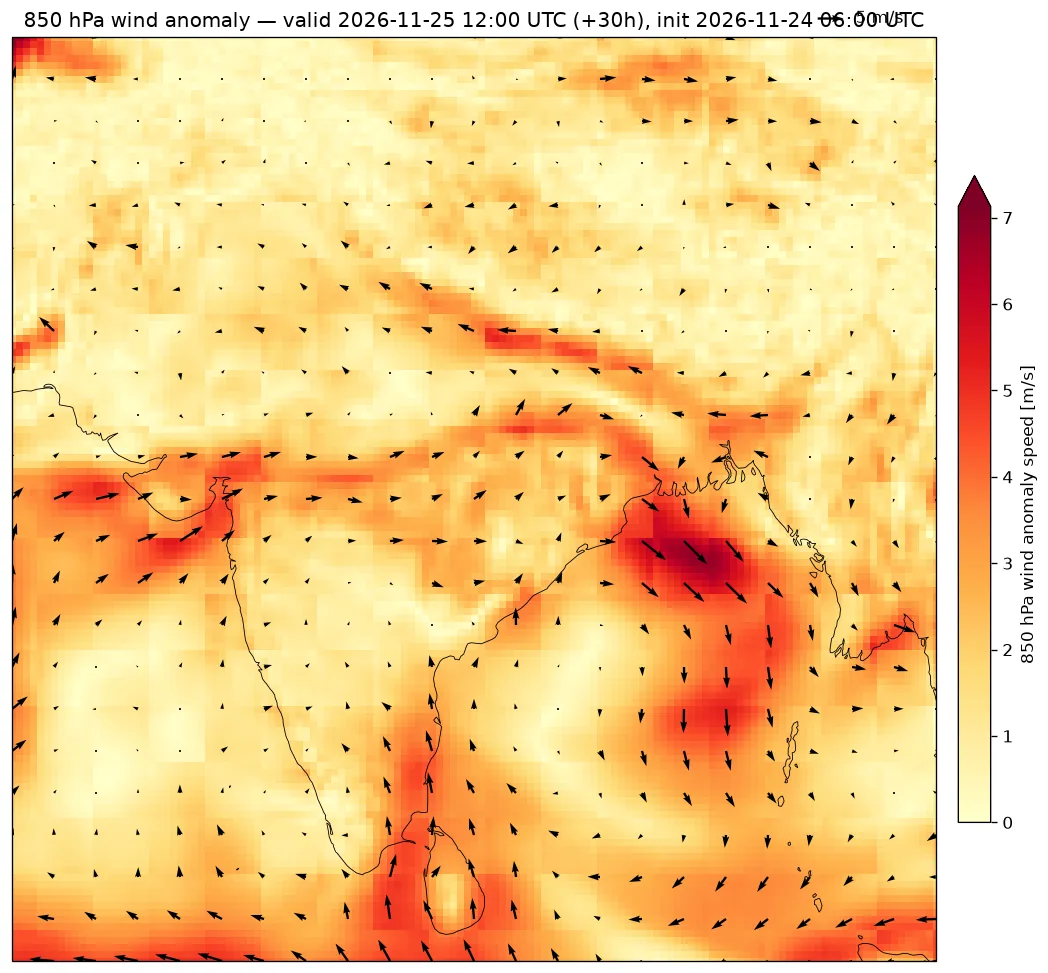 850 hPa wind anomaly — valid 2026-11-25 12:00 UTC (+30h), init 2026-11-24 06:00 UTC
5 m/s
7
6
5
4
3
2
1
0
850 hPa wind anomaly speed [m/s]